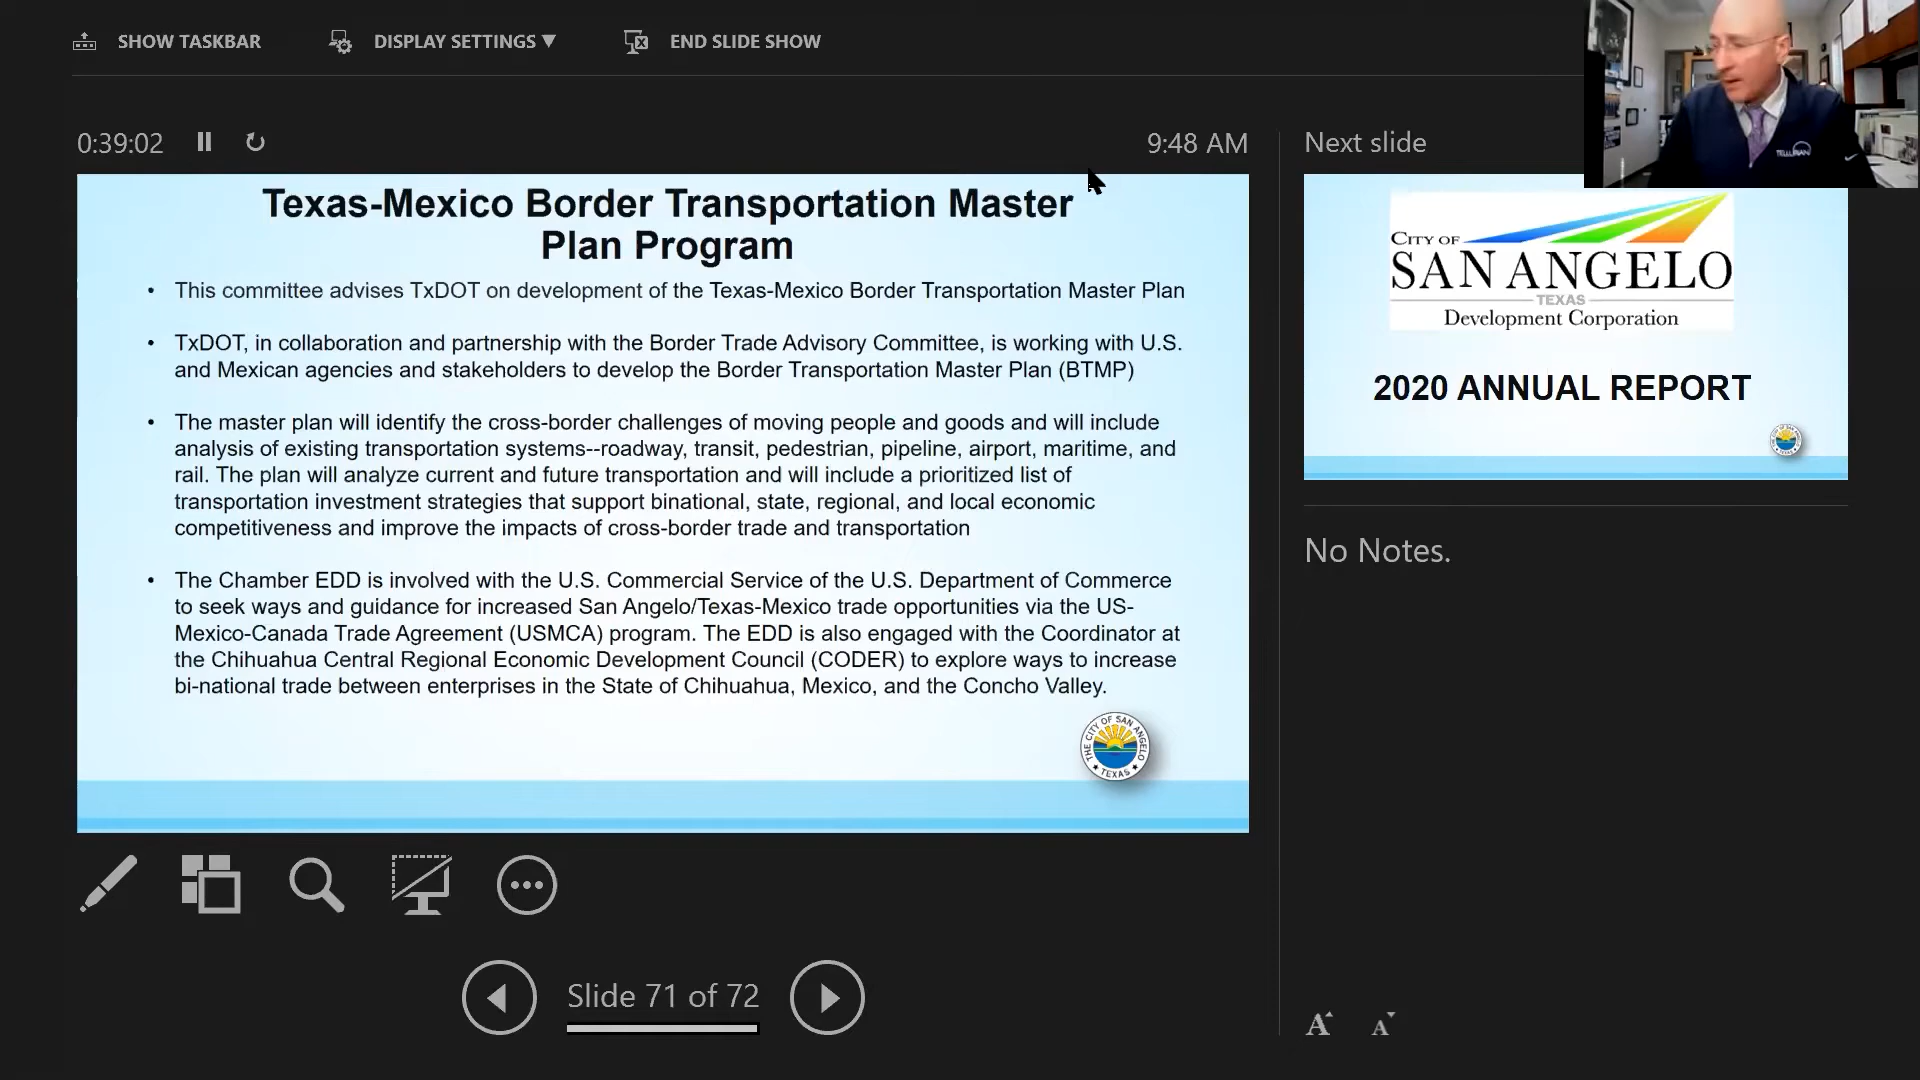 SHOW TASKBAR
DISPLAY SETTINGS ▼
END SLIDE SHOW
0:39:02
9:48 AM
Next slide
TELLURIAN
Texas-Mexico Border Transportation Master
Plan Program
• This committee advises TxDOT on development of the Texas-Mexico Border Transportation Master Plan
• TxDOT, in collaboration and partnership with the Border Trade Advisory Committee, is working with U.S.
and Mexican agencies and stakeholders to develop the Border Transportation Master Plan (BTMP)
• The master plan will identify the cross-border challenges of moving people and goods and will include
analysis of existing transportation systems--roadway, transit, pedestrian, pipeline, airport, maritime, and
rail. The plan will analyze current and future transportation and will include a prioritized list of
transportation investment strategies that support binational, state, regional, and local economic
competitiveness and improve the impacts of cross-border trade and transportation
• The Chamber EDD is involved with the U.S. Commercial Service of the U.S. Department of Commerce
to seek ways and guidance for increased San Angelo/Texas-Mexico trade opportunities via the US-
Mexico-Canada Trade Agreement (USMCA) program. The EDD is also engaged with the Coordinator at
the Chihuahua Central Regional Economic Development Council (CODER) to explore ways to increase
bi-national trade between enterprises in the State of Chihuahua, Mexico, and the Concho Valley.
THE CITY OF SAN ANGELO
★ TEXAS ★
CITY OF
SAN ANGELO
TEXAS
Development Corporation
2020 ANNUAL REPORT
No Notes.
Slide 71 of 72
A
A